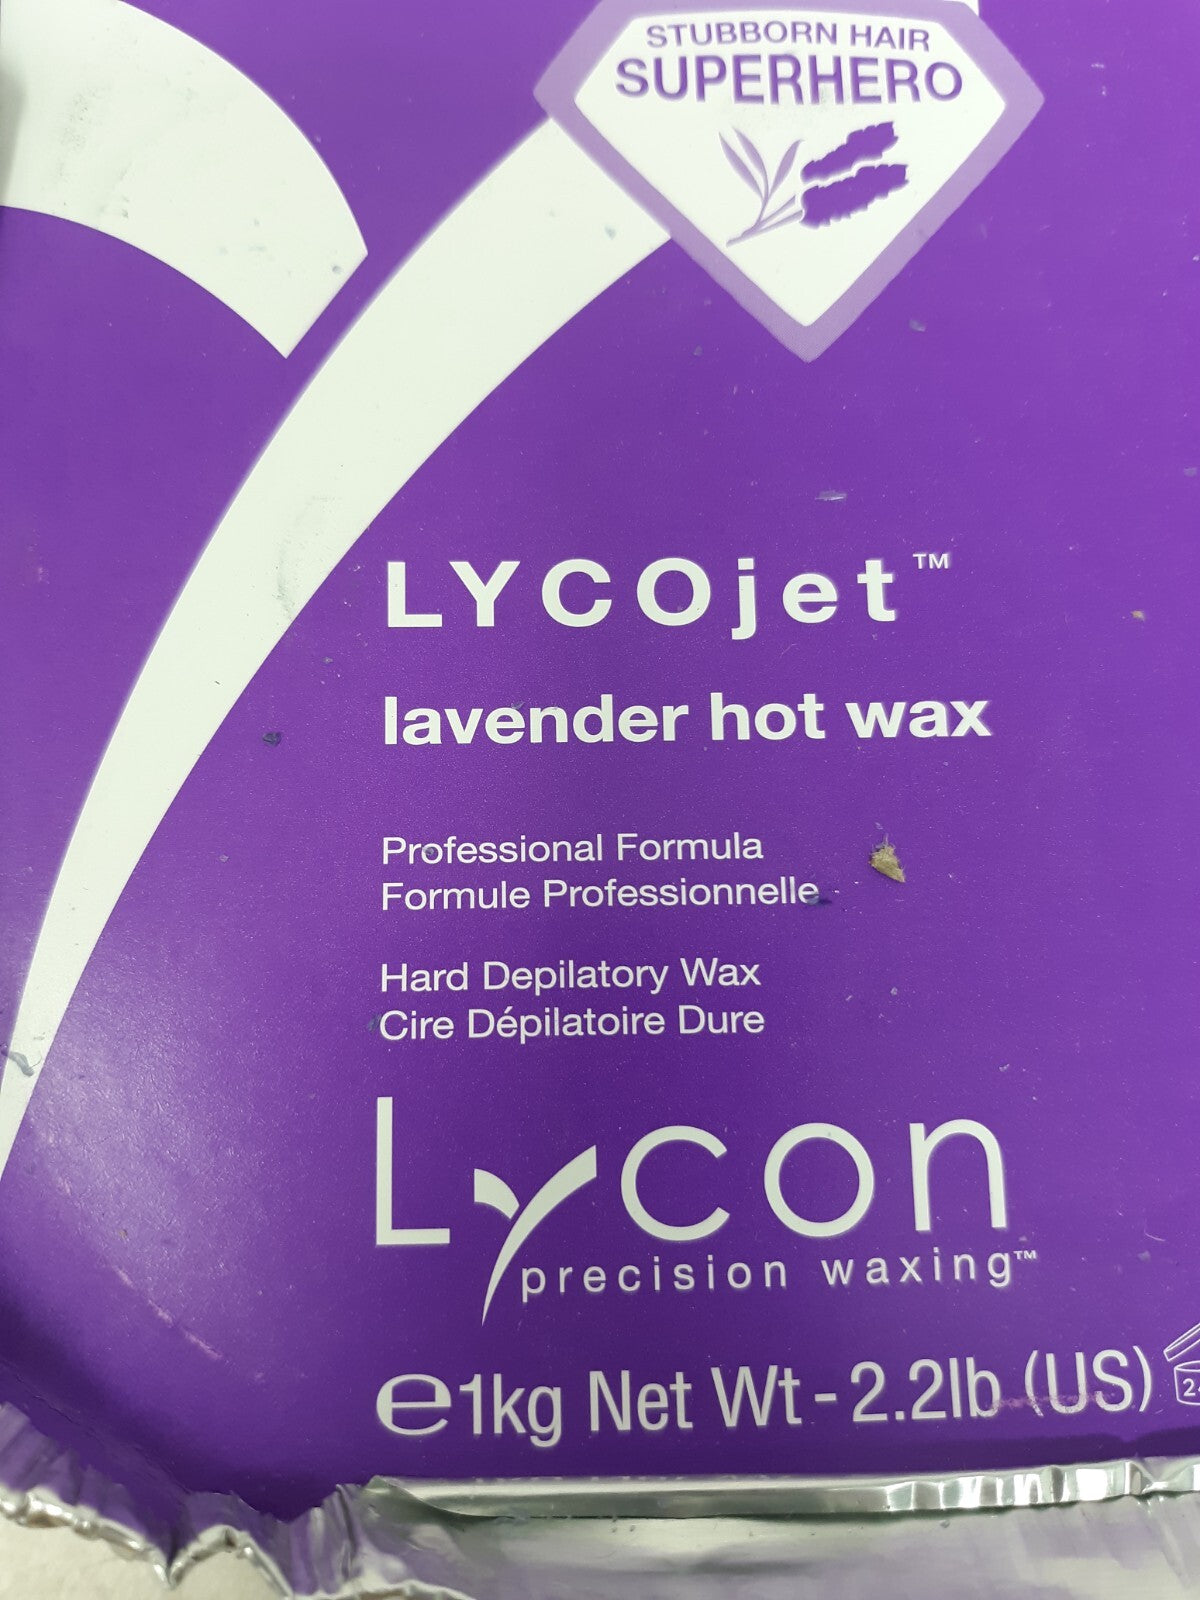 STUBBORN HAIR
SUPERHERO
LYCOjet™
lavender hot wax
Professional Formula
Formule Professionnelle
Hard Depilatory Wax
Cire Dépilatoire Dure
Lycon
precision waxing™
℮1kg Net Wt - 2.2lb (US)